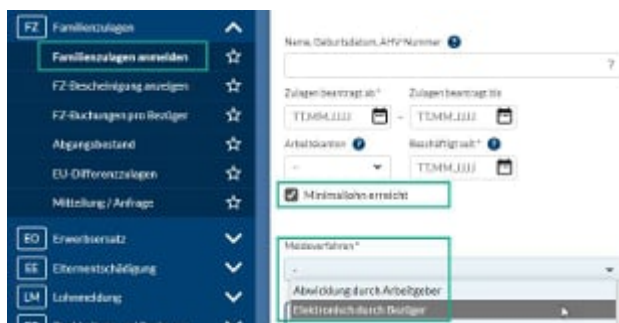 FZ Familienzulagen
Familienzulagen anmelden
FZ-Bescheinigung anzeigen
FZ-Buchungen pro Bezüger
Abgangsbestand
EU-Differenzzulagen
Mitteilung / Anfrage
EO Erwerbsersatz
EE Elternentschädigung
LM Lohnmeldung
Name, Geburtsdatum, AHV-Nummer ?
?
Zulagen beantragt ab * Zulagen beantragt bis
TT.MM.JJJJ - TT.MM.JJJJ
Arbeitskanton ? Beschäftigt seit * ?
- TT.MM.JJJJ
Minimallohn erreicht
Meldeverfahren *
-
Abwicklung durch Arbeitgeber
Elektronisch durch Bezüger